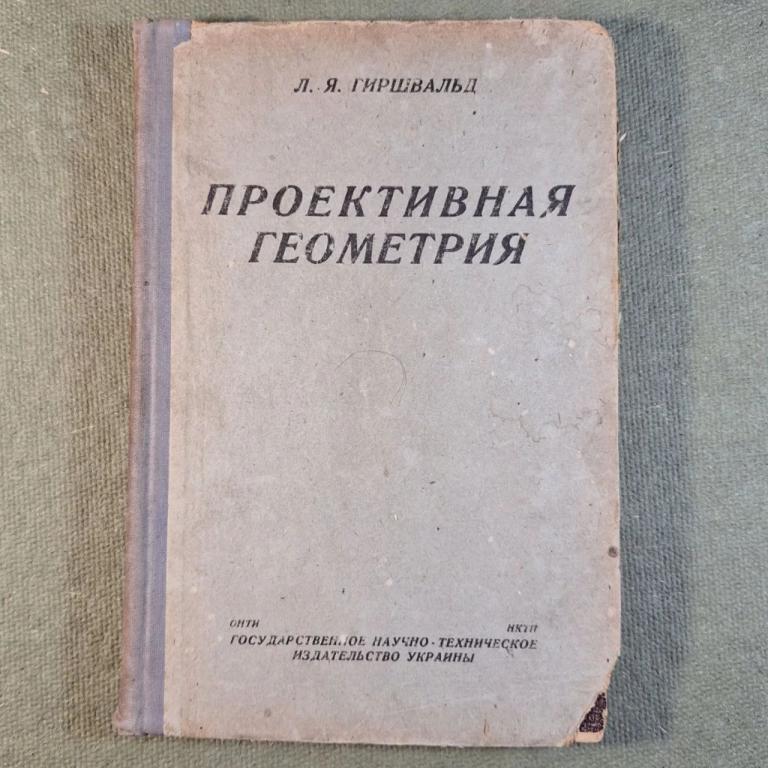 Л. Я. ГИРШВАЛЬД
ПРОЕКТИВНАЯ
ГЕОМЕТРИЯ
ОНТИ НКТП
ГОСУДАРСТВЕННОЕ НАУЧНО-ТЕХНИЧЕСКОЕ
ИЗДАТЕЛЬСТВО УКРАИНЫ